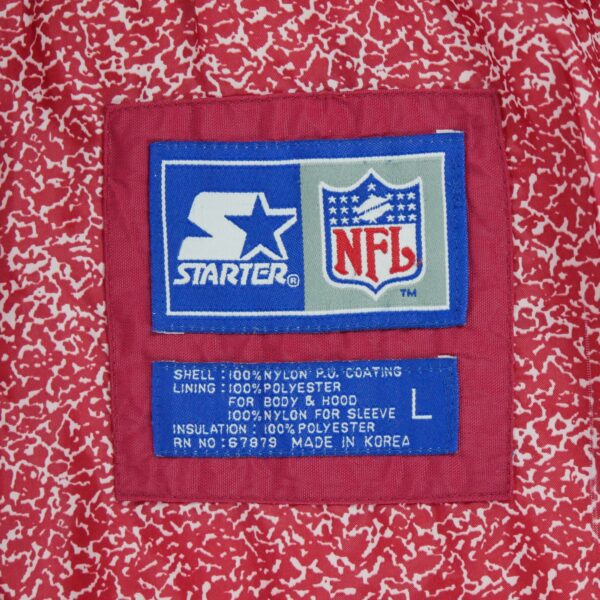 STARTER®
NFL
TM
SHELL : 100% NYLON P.U. COATING
LINING : 100% POLYESTER
FOR BODY & HOOD
100% NYLON FOR SLEEVE
INSULATION : 100% POLYESTER
RN NO: 67979 MADE IN KOREA
L